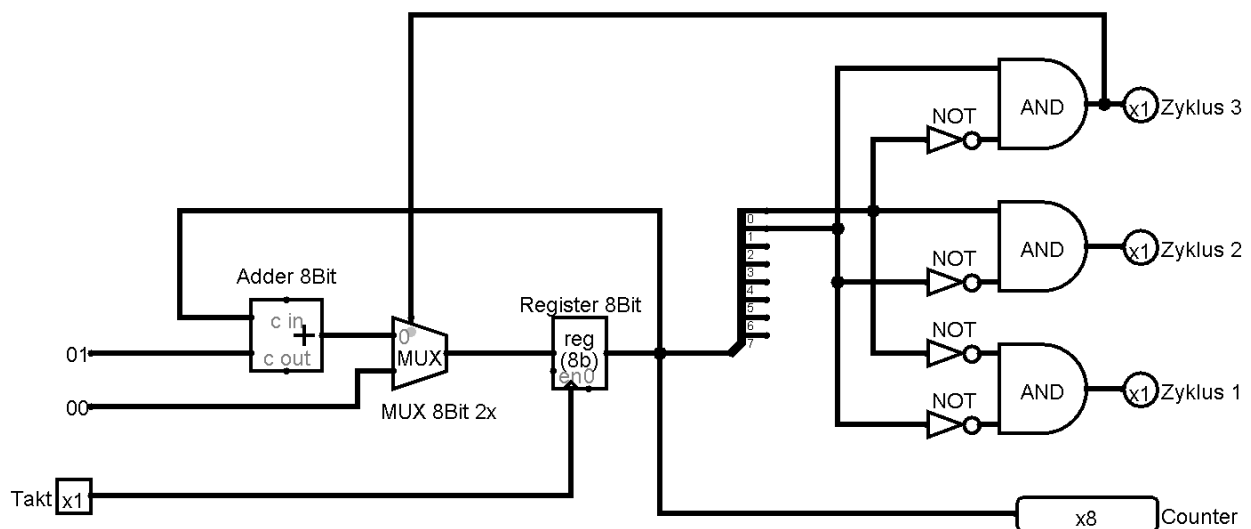 AND
x1 Zyklus 3
NOT
0
1
2
3
4
5
6
7
AND
x1 Zyklus 2
NOT
Adder 8Bit
c in
+
c out
01
00
0
MUX
MUX 8Bit 2x
Register 8Bit
reg
(8b)
en0
NOT
AND
x1 Zyklus 1
NOT
Takt x1
x8 Counter